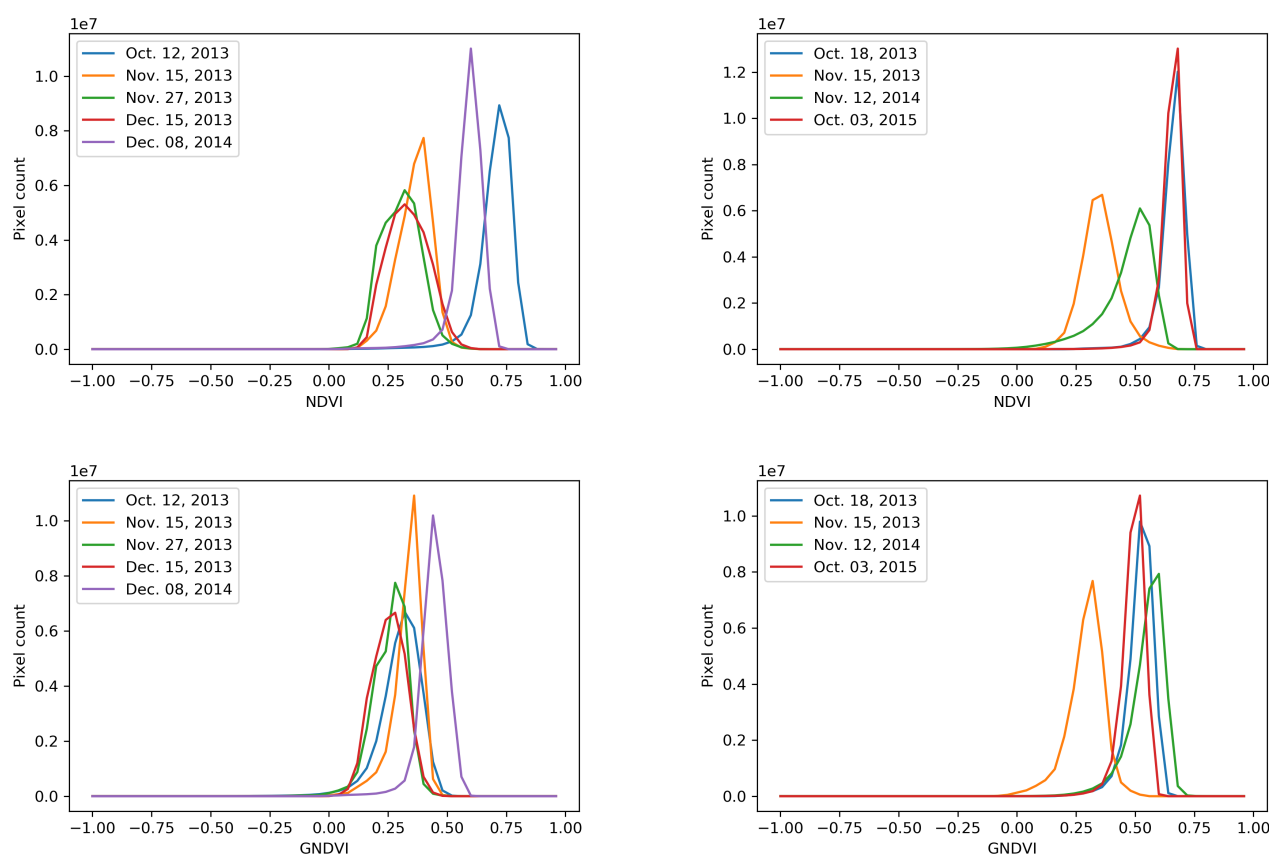 1e7
Oct. 12, 2013
Nov. 15, 2013
Nov. 27, 2013
Dec. 15, 2013
Dec. 08, 2014
1.0
0.8
0.6
0.4
0.2
0.0
Pixel count
−1.00 −0.75 −0.50 −0.25 0.00 0.25 0.50 0.75 1.00
NDVI
1e7
Oct. 18, 2013
Nov. 15, 2013
Nov. 12, 2014
Oct. 03, 2015
1.2
1.0
0.8
0.6
0.4
0.2
0.0
Pixel count
−1.00 −0.75 −0.50 −0.25 0.00 0.25 0.50 0.75 1.00
NDVI
1e7
Oct. 12, 2013
Nov. 15, 2013
Nov. 27, 2013
Dec. 15, 2013
Dec. 08, 2014
1.0
0.8
0.6
0.4
0.2
0.0
Pixel count
−1.00 −0.75 −0.50 −0.25 0.00 0.25 0.50 0.75 1.00
GNDVI
1e7
Oct. 18, 2013
Nov. 15, 2013
Nov. 12, 2014
Oct. 03, 2015
1.0
0.8
0.6
0.4
0.2
0.0
Pixel count
−1.00 −0.75 −0.50 −0.25 0.00 0.25 0.50 0.75 1.00
GNDVI